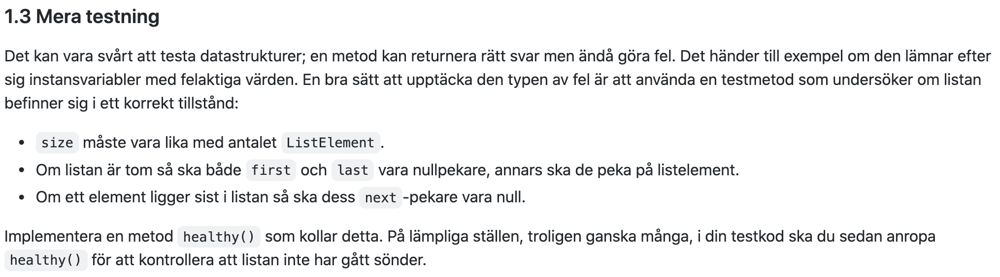 1.3 Mera testning
Det kan vara svårt att testa datastrukturer; en metod kan returnera rätt svar men ändå göra fel. Det händer till exempel om den lämnar efter
sig instansvariabler med felaktiga värden. En bra sätt att upptäcka den typen av fel är att använda en testmetod som undersöker om listan
befinner sig i ett korrekt tillstånd:
• size måste vara lika med antalet ListElement.
• Om listan är tom så ska både first och last vara nullpekare, annars ska de peka på listelement.
• Om ett element ligger sist i listan så ska dess next-pekare vara null.
Implementera en metod healthy() som kollar detta. På lämpliga ställen, troligen ganska många, i din testkod ska du sedan anropa
healthy() för att kontrollera att listan inte har gått sönder.